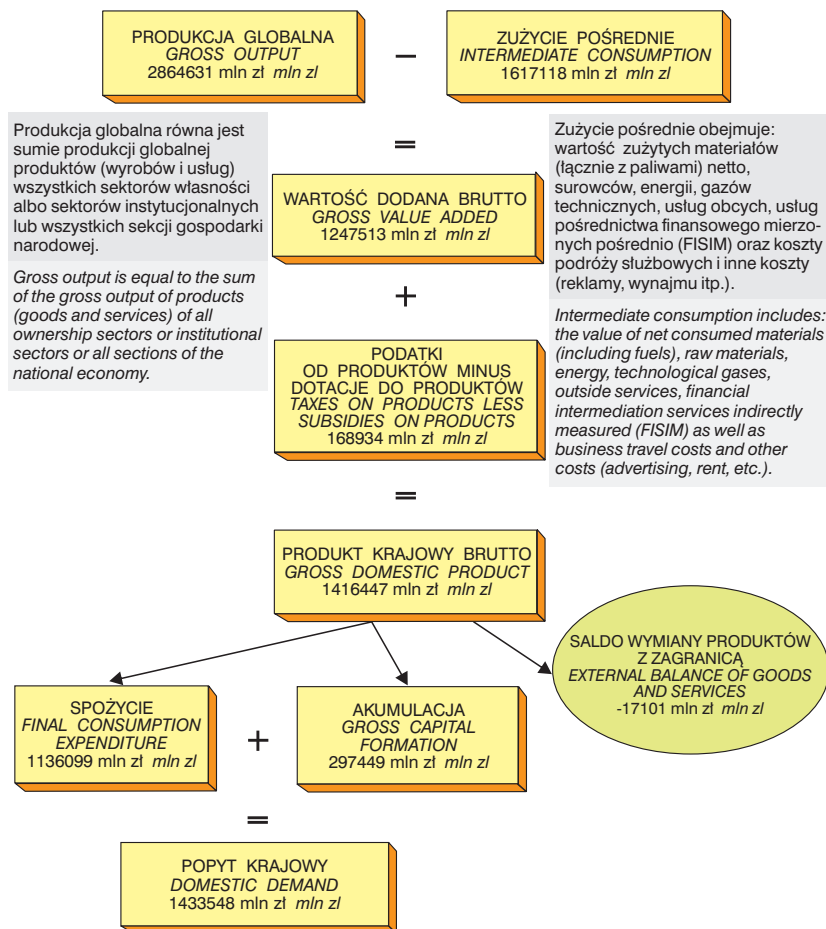 PRODUKCJA GLOBALNA
GROSS OUTPUT
2864631 mln zł mln zl
–
ZUŻYCIE POŚREDNIE
INTERMEDIATE CONSUMPTION
1617118 mln zł mln zl
=
Produkcja globalna równa jest
sumie produkcji globalnej
produktów (wyrobów i usług)
wszystkich sektorów własności
albo sektorów instytucjonalnych
lub wszystkich sekcji gospodarki
narodowej.
Gross output is equal to the sum
of the gross output of products
(goods and services) of all
ownership sectors or institutional
sectors or all sections of the
national economy.
WARTOŚĆ DODANA BRUTTO
GROSS VALUE ADDED
1247513 mln zł mln zl
+
PODATKI
OD PRODUKTÓW MINUS
DOTACJE DO PRODUKTÓW
TAXES ON PRODUCTS LESS
SUBSIDIES ON PRODUCTS
168934 mln zł mln zl
=
Zużycie pośrednie obejmuje:
wartość zużytych materiałów
(łącznie z paliwami) netto,
surowców, energii, gazów
technicznych, usług obcych, usług
pośrednictwa finansowego mierzo-
nych pośrednio (FISIM) oraz koszty
podróży służbowych i inne koszty
(reklamy, wynajmu itp.).
Intermediate consumption includes:
the value of net consumed materials
(including fuels), raw materials,
energy, technological gases,
outside services, financial
intermediation services indirectly
measured (FISIM) as well as
business travel costs and other
costs (advertising, rent, etc.).
PRODUKT KRAJOWY BRUTTO
GROSS DOMESTIC PRODUCT
1416447 mln zł mln zl
SALDO WYMIANY PRODUKTÓW
Z ZAGRANICĄ
EXTERNAL BALANCE OF GOODS
AND SERVICES
-17101 mln zł mln zl
SPOŻYCIE
FINAL CONSUMPTION
EXPENDITURE
1136099 mln zł mln zl
+
AKUMULACJA
GROSS CAPITAL
FORMATION
297449 mln zł mln zl
=
POPYT KRAJOWY
DOMESTIC DEMAND
1433548 mln zł mln zl